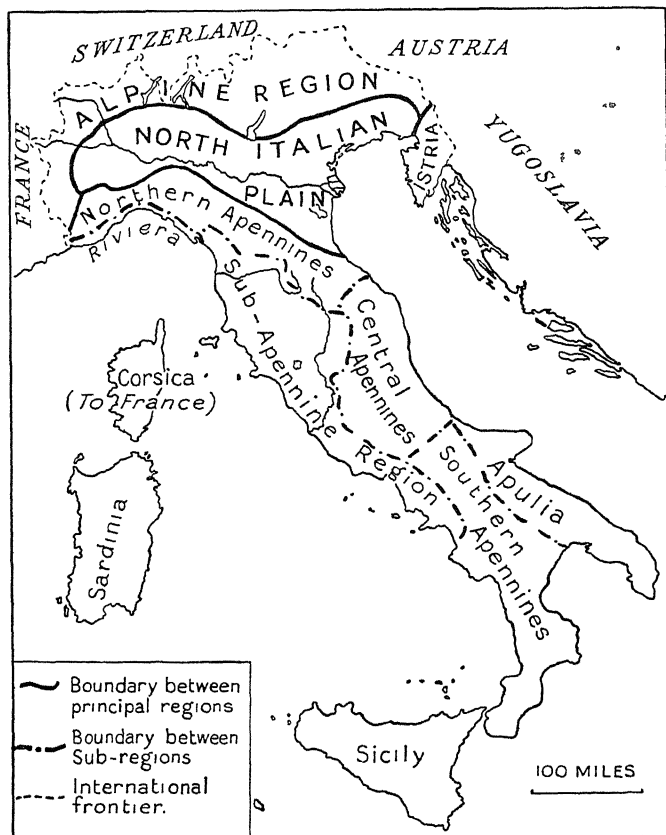 SWITZERLAND
AUSTRIA
ALPINE REGION
NORTH ITALIAN
PLAIN
ISTRIA
YUGOSLAVIA
FRANCE
Northern Apennines
Riviera
Sub-Apennine Region
Central Apennines
Corsica
(To France)
Southern Apennines
Apulia
Sardinia
Sicily
Boundary between
principal regions
Boundary between
Sub-regions
International
frontier.
100 MILES